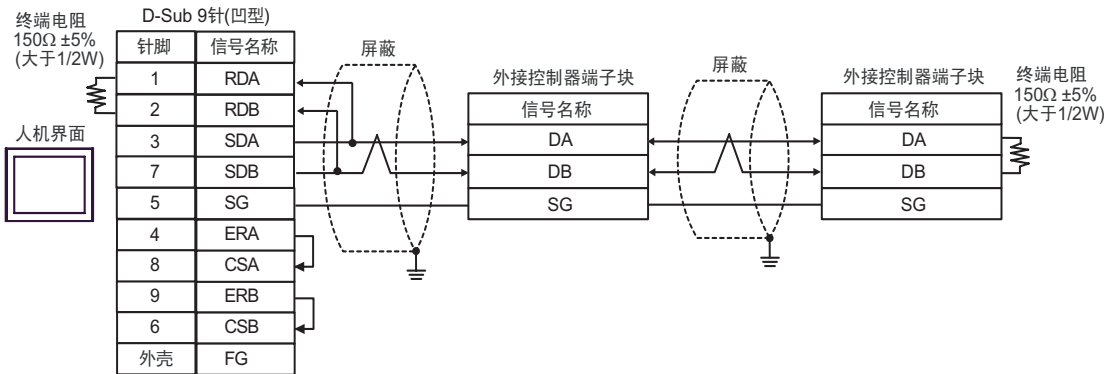 终端电阻
150Ω ±5%
(大于1/2W)
D-Sub 9针(凹型)
针脚 信号名称
1 RDA
2 RDB
3 SDA
7 SDB
5 SG
4 ERA
8 CSA
9 ERB
6 CSB
外壳 FG
人机界面
屏蔽
外接控制器端子块
信号名称
DA
DB
SG
屏蔽
外接控制器端子块
信号名称
DA
DB
SG
终端电阻
150Ω ±5%
(大于1/2W)